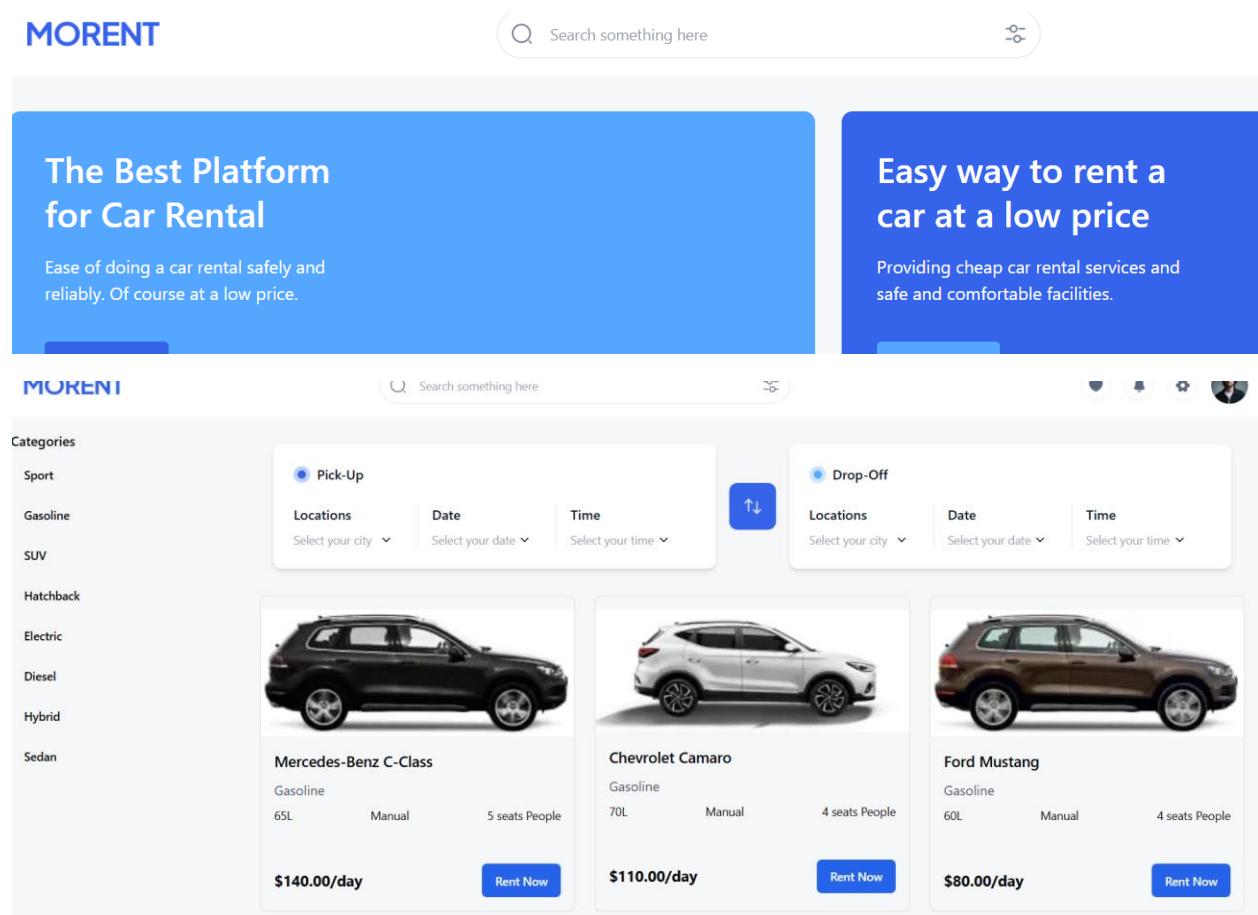 MORENT
Search something here
The Best Platform
for Car Rental
Ease of doing a car rental safely and
reliably. Of course at a low price.
Easy way to rent a
car at a low price
Providing cheap car rental services and
safe and comfortable facilities.
MORENT
Search something here
Categories
Sport
Gasoline
SUV
Hatchback
Electric
Diesel
Hybrid
Sedan
Pick-Up
Locations Date Time
Select your city Select your date Select your time
Drop-Off
Locations Date Time
Select your city Select your date Select your time
Mercedes-Benz C-Class
Gasoline
65L Manual 5 seats People
$140.00/day Rent Now
Chevrolet Camaro
Gasoline
70L Manual 4 seats People
$110.00/day Rent Now
Ford Mustang
Gasoline
60L Manual 4 seats People
$80.00/day Rent Now